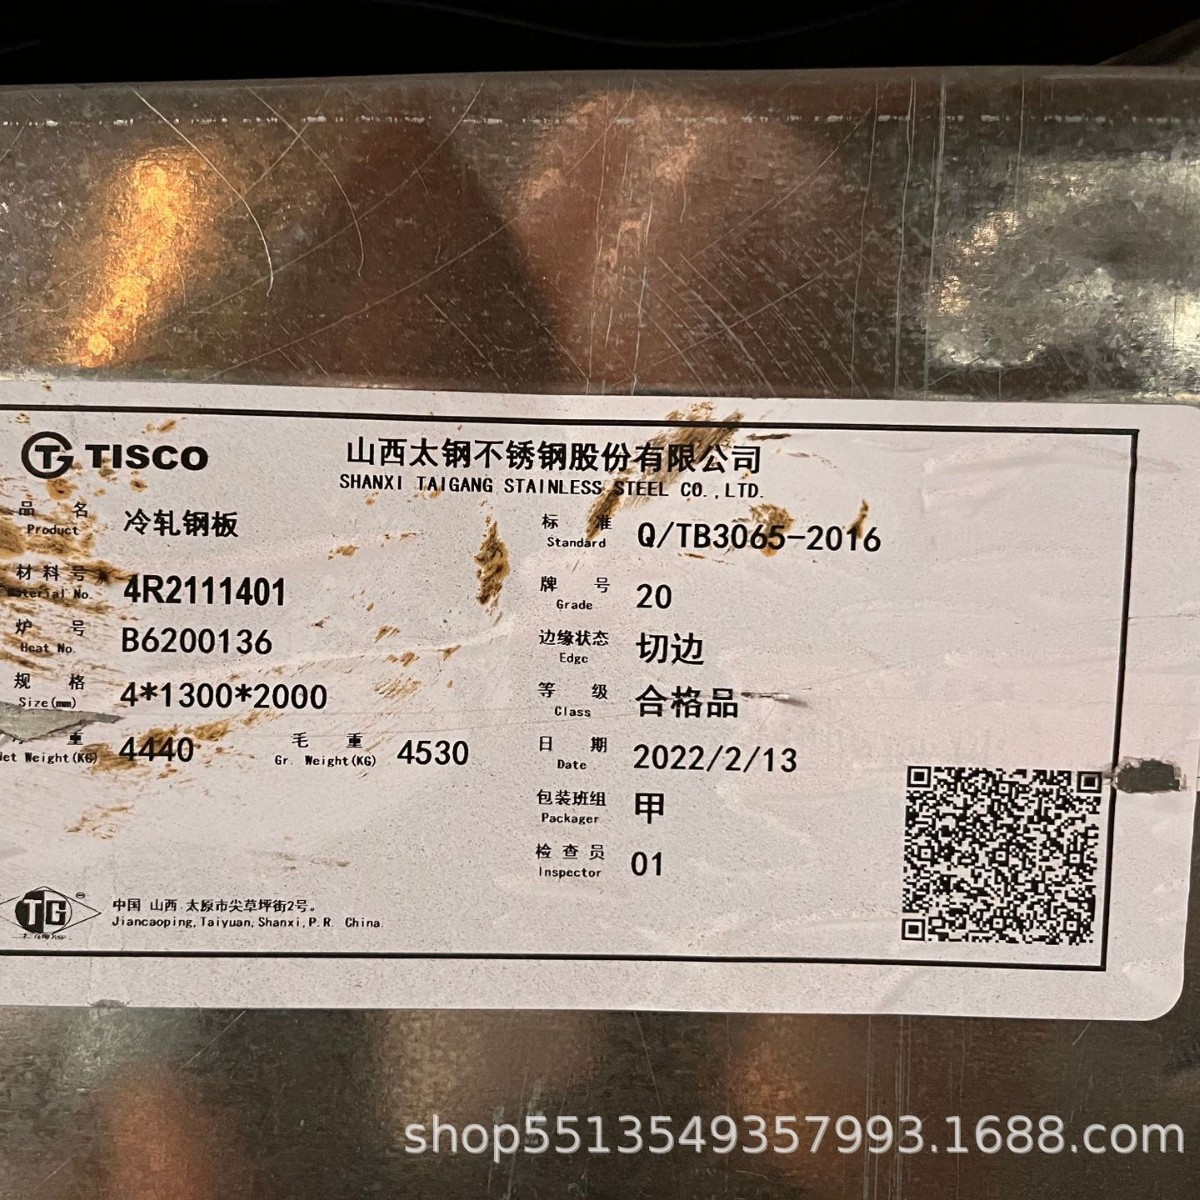 TISCO
山西太钢不锈钢股份有限公司
SHANXI TAIGANG STAINLESS STEEL CO.,LTD.
品 名 冷轧钢板
Product
标 准 Q/TB3065-2016
Standard
材料号 4R2111401
Material No.
牌 号 20
Grade
炉 号 B6200136
Heat No.
边缘状态 切边
Edge
规 格 4*1300*2000
Size(mm)
等 级 合格品
Class
重 4440 毛 重 4530
Net Weight(KG) Gr. Weight(KG)
日 期 2022/2/13
Date
包装班组 甲
Packager
检查员 01
Inspector
TG
中国 山西 太原市尖草坪街2号。
Jiancaoping,Taiyuan,Shanxi,P.R. China
shop5513549357993.1688.com